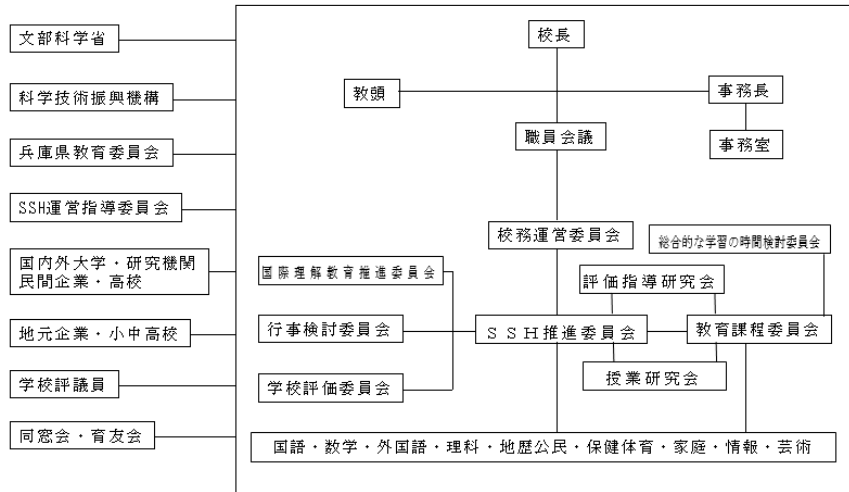 文部科学省
校長
科学技術振興機構
教頭
事務長
職員会議
事務室
兵庫県教育委員会
SSH運営指導委員会
校務運営委員会
総合的な学習の時間検討委員会
国内外大学・研究機関
民間企業・高校
国際理解教育推進委員会
評価指導研究会
地元企業・小中高校
行事検討委員会
ＳＳＨ推進委員会
教育課程委員会
学校評議員
学校評価委員会
授業研究会
同窓会・育友会
国語・数学・外国語・理科・地歴公民・保健体育・家庭・情報・芸術